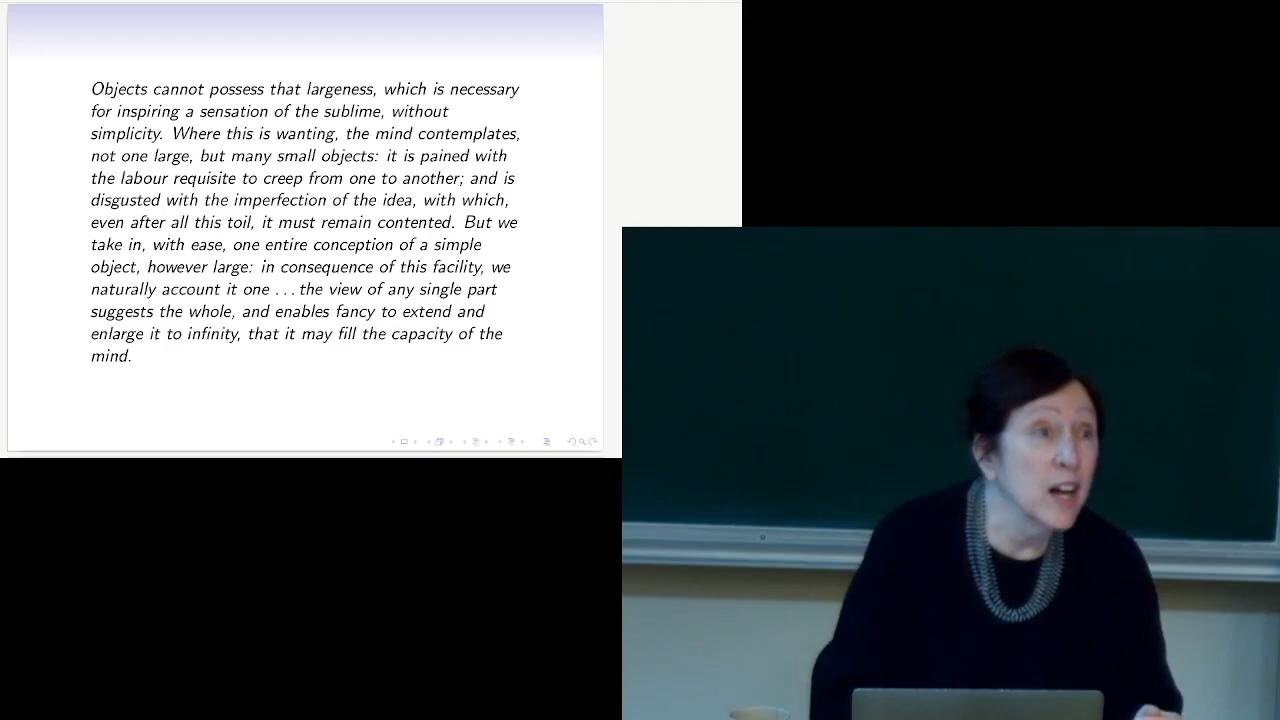 Objects cannot possess that largeness, which is necessary
for inspiring a sensation of the sublime, without
simplicity. Where this is wanting, the mind contemplates,
not one large, but many small objects: it is pained with
the labour requisite to creep from one to another; and is
disgusted with the imperfection of the idea, with which,
even after all this toil, it must remain contented. But we
take in, with ease, one entire conception of a simple
object, however large: in consequence of this facility, we
naturally account it one ... the view of any single part
suggests the whole, and enables fancy to extend and
enlarge it to infinity, that it may fill the capacity of the
mind.